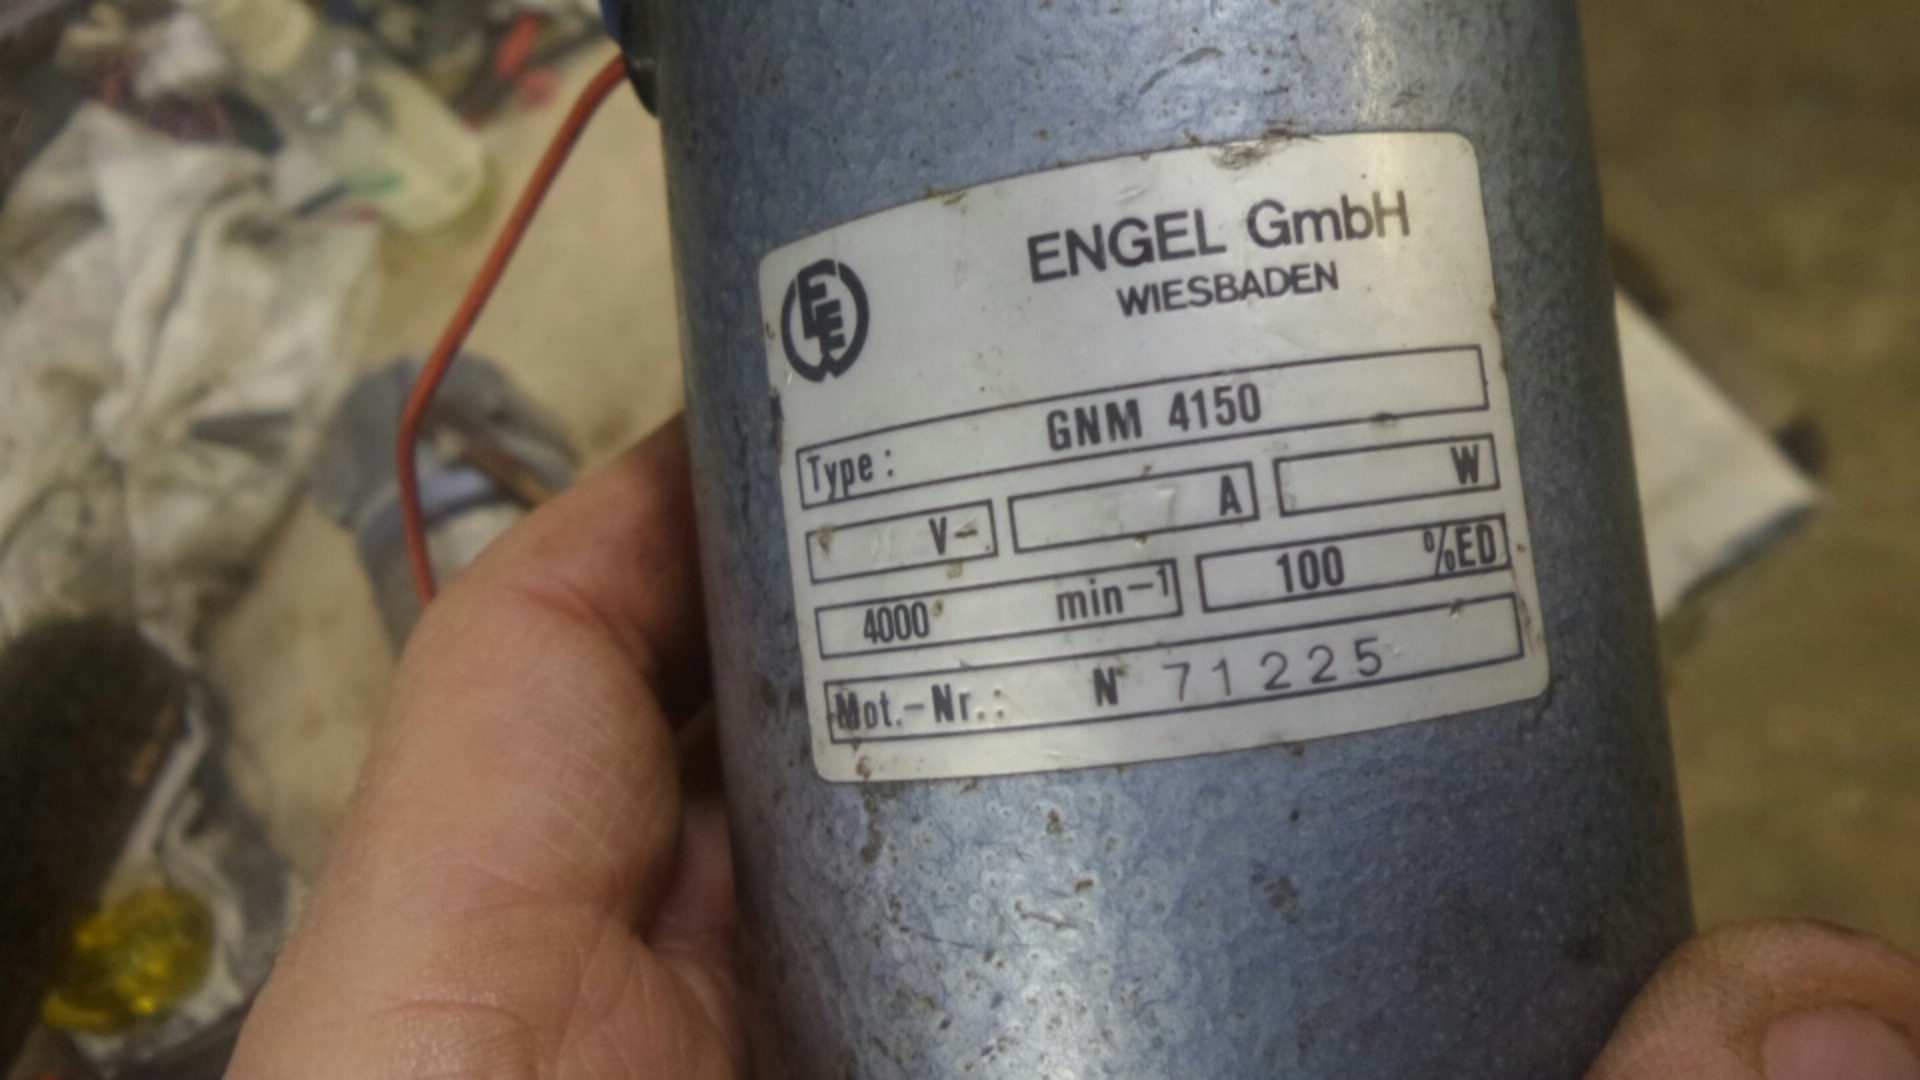 ENGEL GmbH
WIESBADEN
Type: GNM 4150
V- A W
4000 min-1 100 %ED
Mot.-Nr.: N 71225